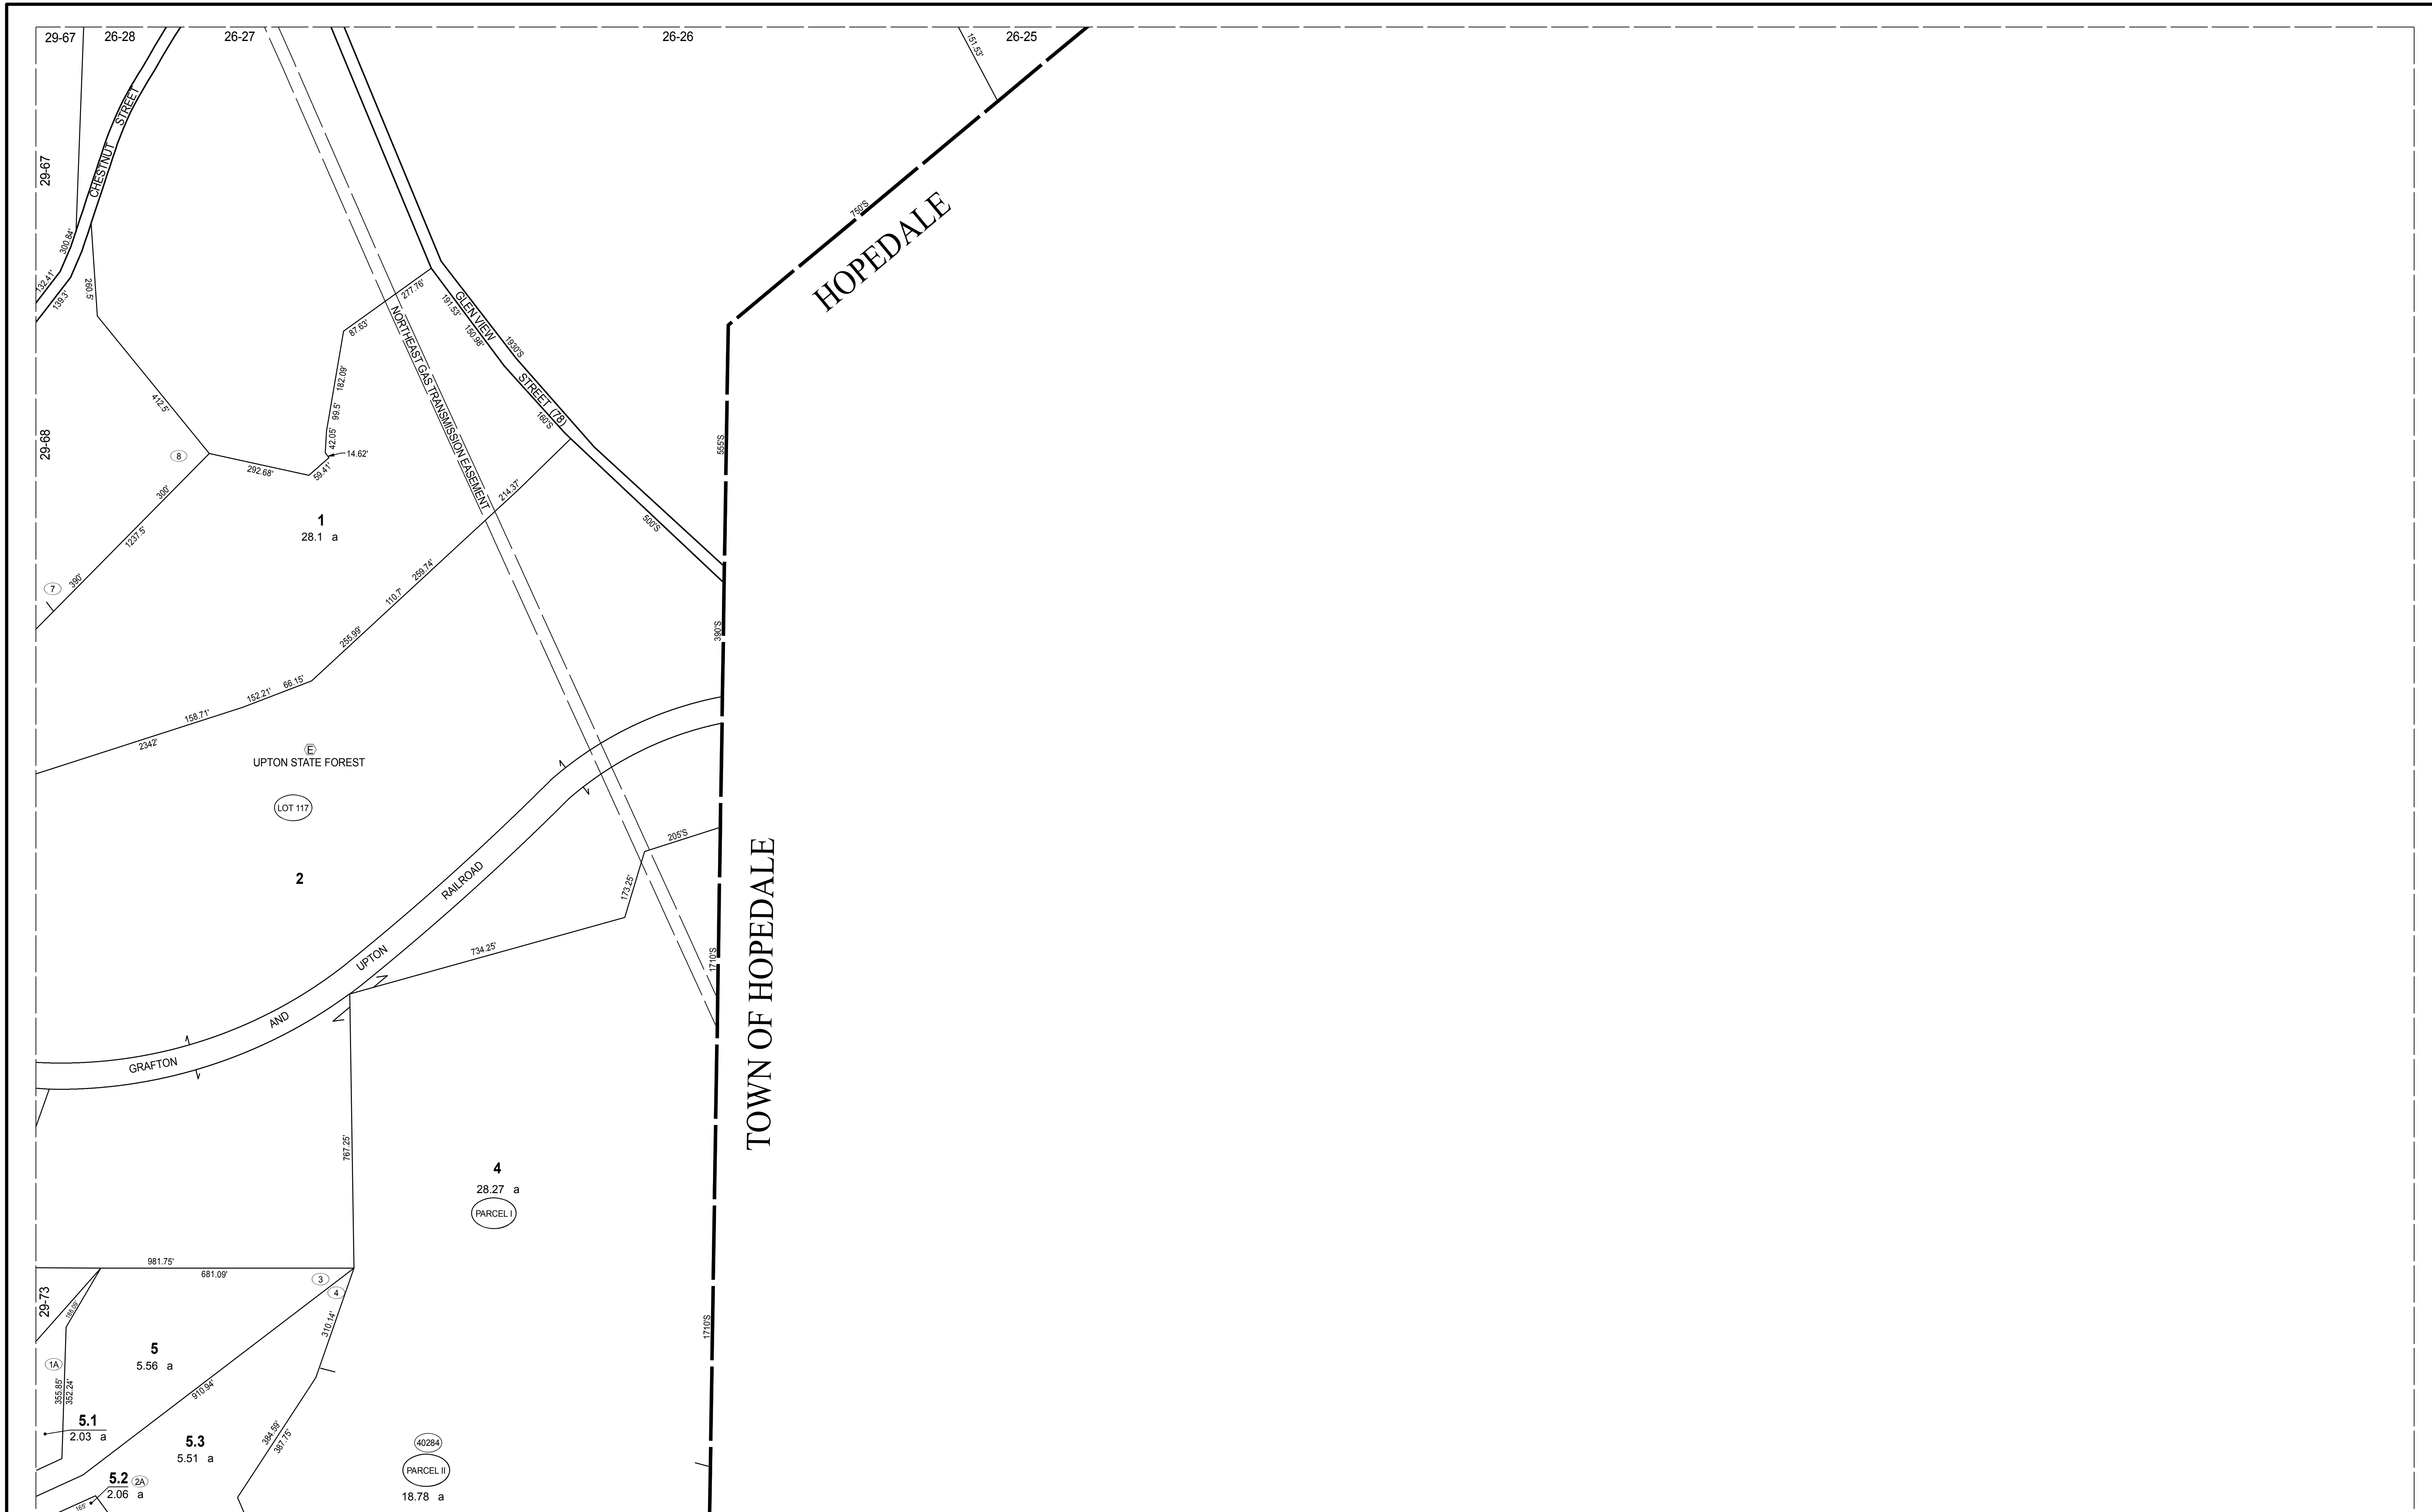 29-67
26-28
26-27
26-26
26-25
151.53'
CHESTNUT STREET
29-67
300.84'
132.41'
139.3'
260.5'
750'S
HOPEDALE
277.76'
87.63'
191.53'
150.98'
GLEN VIEW
STREET (78)
1930'S
160'S
NORTHEAST GAS TRANSMISSION EASEMENT
182.09'
99.5'
42.05'
14.62'
412.5'
29-68
8
292.68'
59.41'
555'S
300'
214.37'
500'S
1
28.1 a
1237.5'
390'
7
259.74'
110.7'
255.99'
390'S
66.15'
152.21'
158.71'
2342'
E
UPTON STATE FOREST
LOT 117
205'S
2
RAILROAD
173.25'
TOWN OF HOPEDALE
734.25'
1710'S
UPTON
AND
GRAFTON
767.25'
4
28.27 a
PARCEL I
981.75'
681.09'
3
4
29-73
188.09'
310.14'
1710'S
5
5.56 a
1A
355.85'
352.24'
910.94'
5.1
2.03 a
5.3
5.51 a
384.59'
387.75'
40284
PARCEL II
18.78 a
5.2
2A
2.06 a
165'